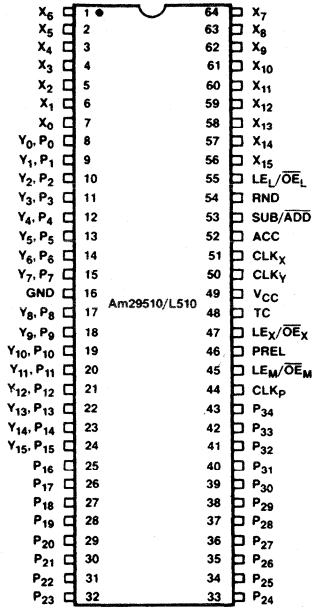 X6 1 64 X7
X5 2 63 X8
X4 3 62 X9
X3 4 61 X10
X2 5 60 X11
X1 6 59 X12
X0 7 58 X13
Y0, P0 8 57 X14
Y1, P1 9 56 X15
Y2, P2 10 55 LEL/O̅E̅L
Y3, P3 11 54 RND
Y4, P4 12 53 SUB/A̅D̅D̅
Y5, P5 13 52 ACC
Y6, P6 14 51 CLKX
Y7, P7 15 50 CLKY
GND 16 Am29510/L510 49 VCC
Y8, P8 17 48 TC
Y9, P9 18 47 LEX/O̅E̅X
Y10, P10 19 46 PREL
Y11, P11 20 45 LEM/O̅E̅M
Y12, P12 21 44 CLKP
Y13, P13 22 43 P34
Y14, P14 23 42 P33
Y15, P15 24 41 P32
P16 25 40 P31
P17 26 39 P30
P18 27 38 P29
P19 28 37 P28
P20 29 36 P27
P21 30 35 P26
P22 31 34 P25
P23 32 33 P24